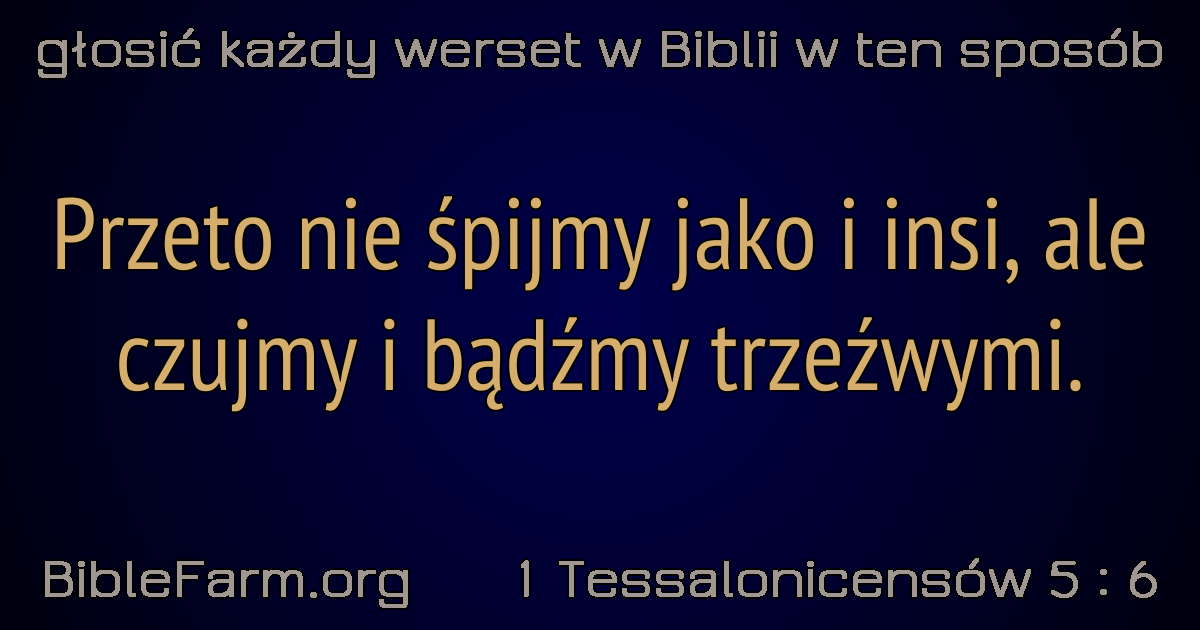 głosić każdy werset w Biblii w ten sposób
Przeto nie śpijmy jako i insi, ale
czujmy i bądźmy trzeźwymi.
BibleFarm.org 1 Tessalonicensów 5 : 6